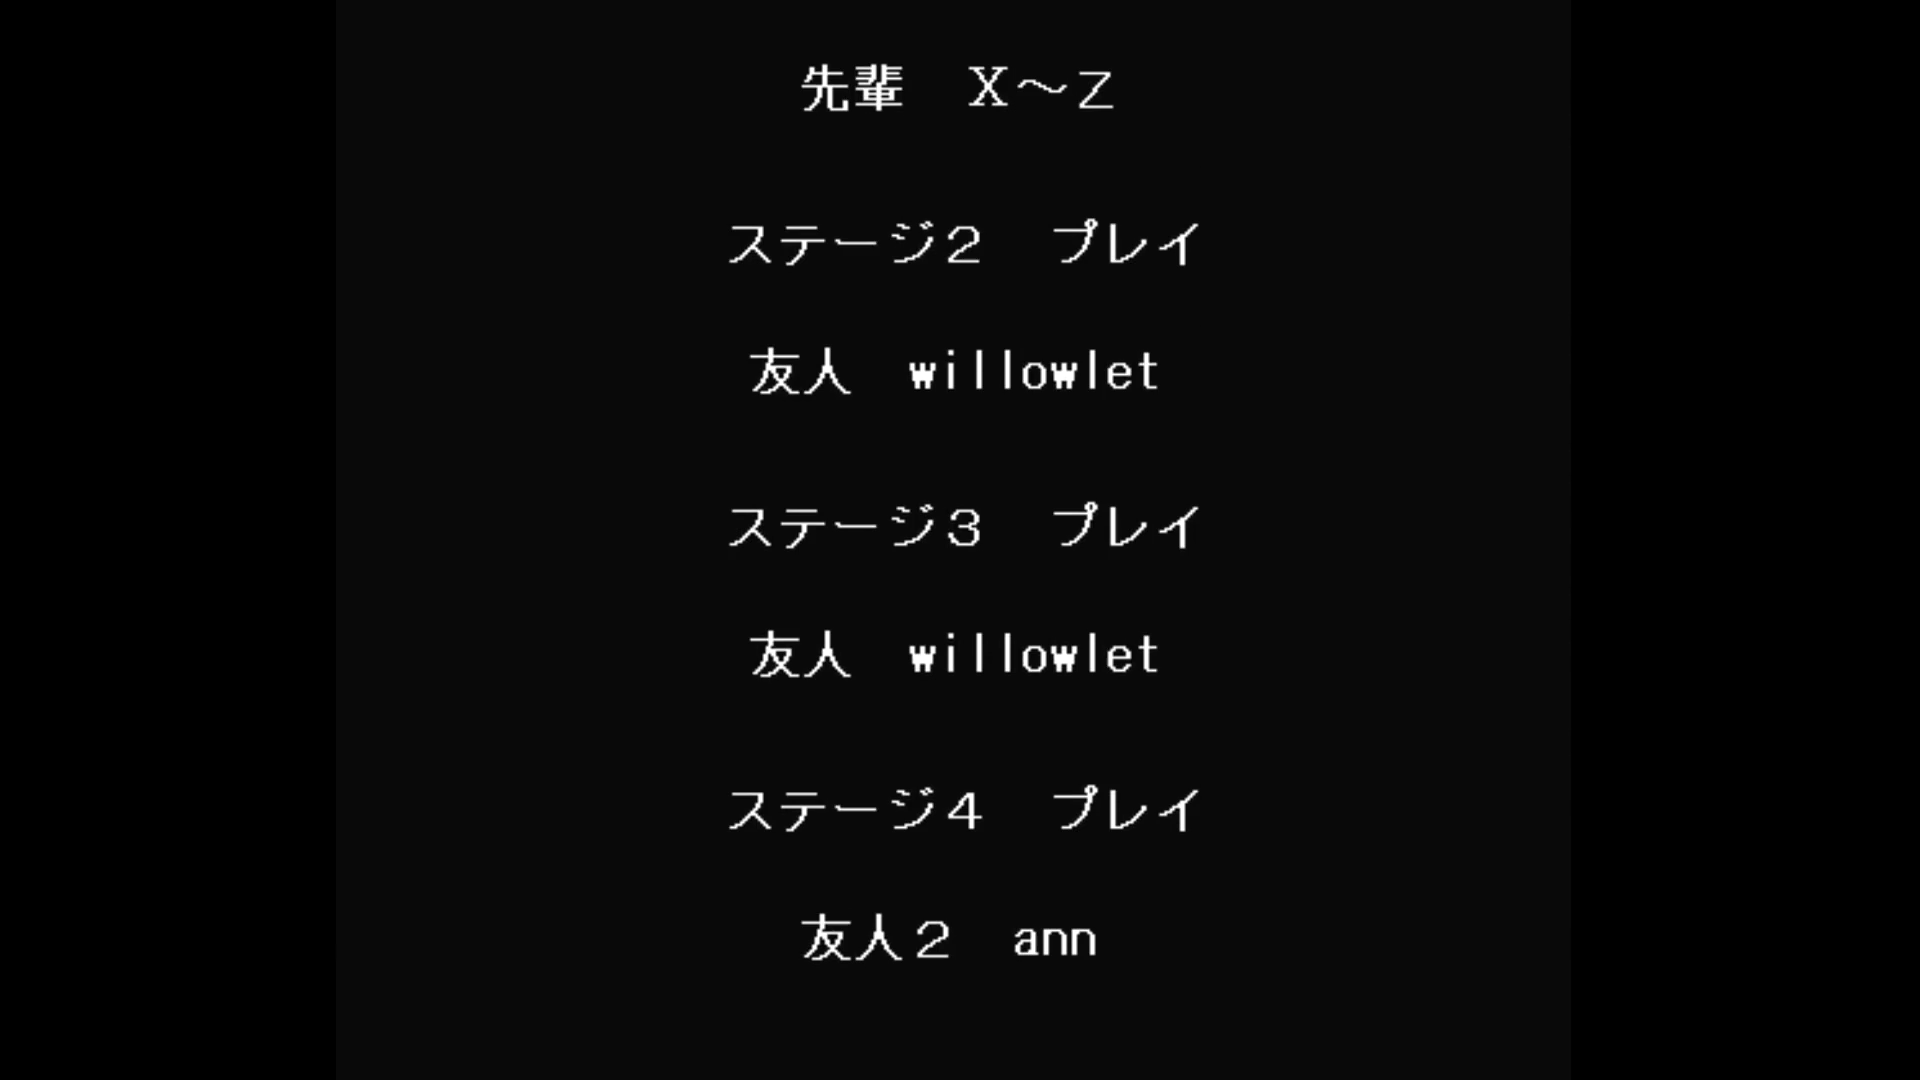 先輩　Ｘ～Ｚ
ステージ２　プレイ
友人　willowlet
ステージ３　プレイ
友人　willowlet
ステージ４　プレイ
友人２　ann